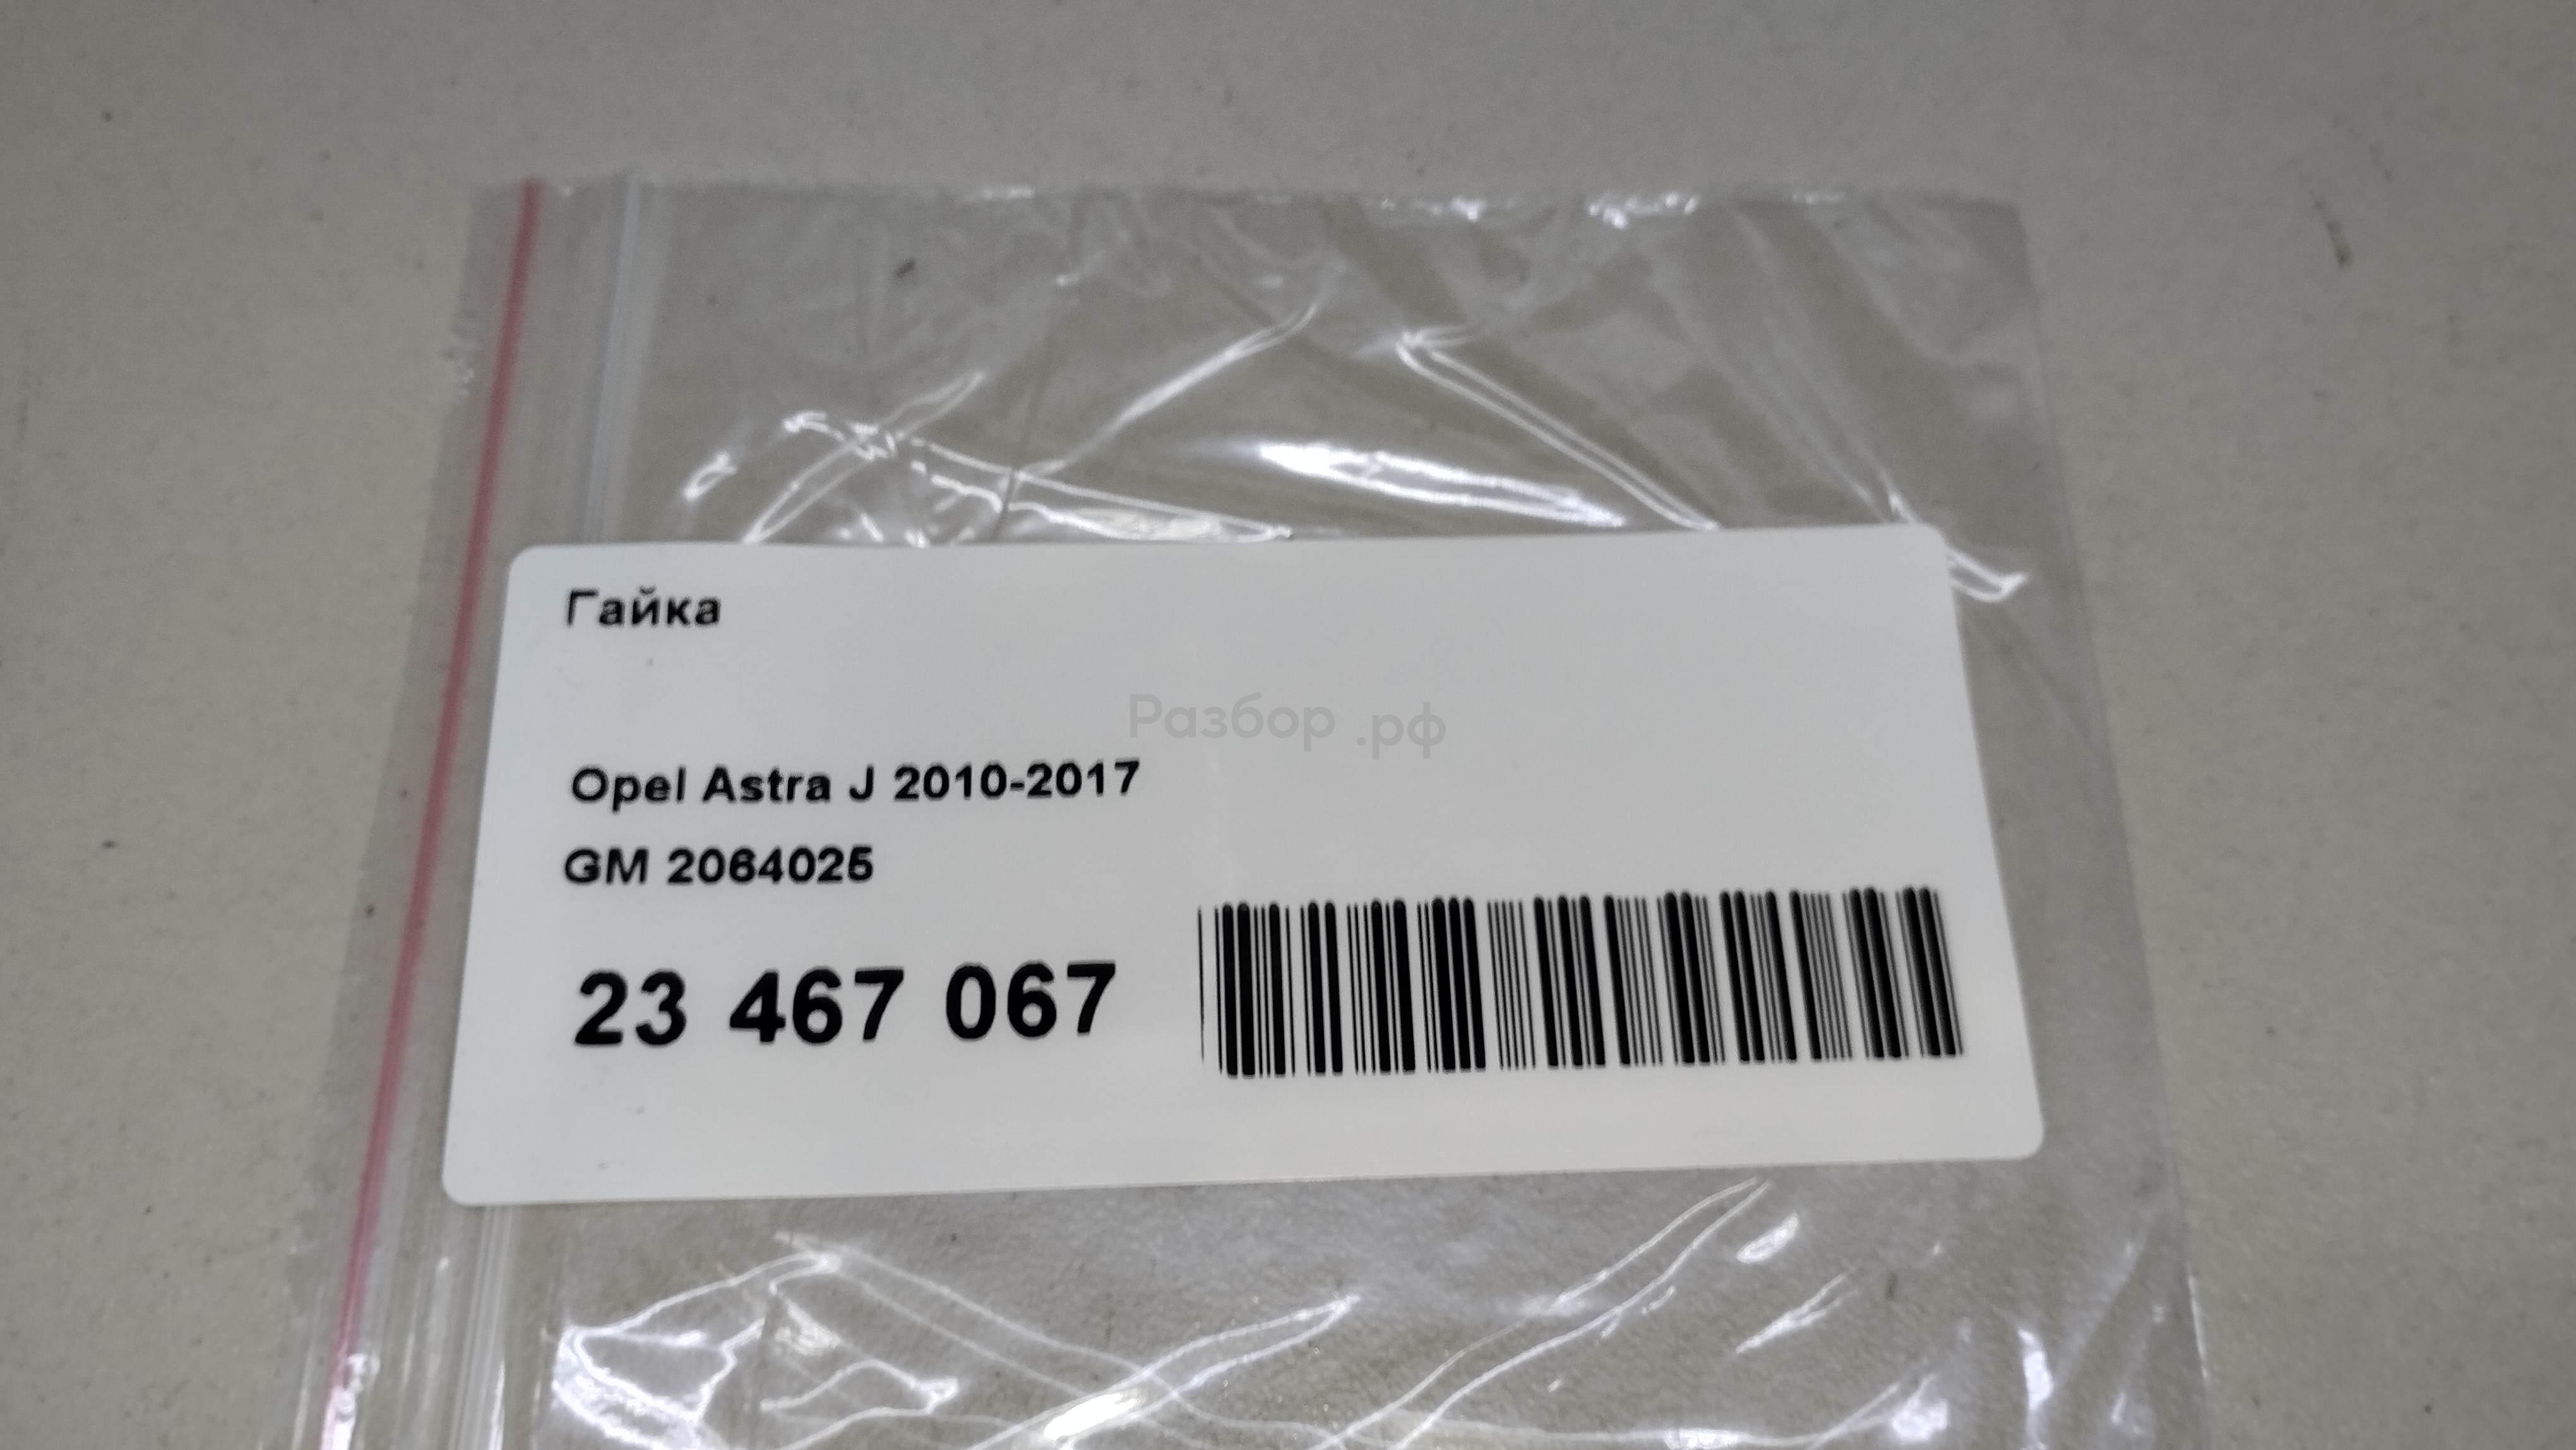 Гайка
Разбор .рф
Opel Astra J 2010-2017
GM 2064025
23 467 067